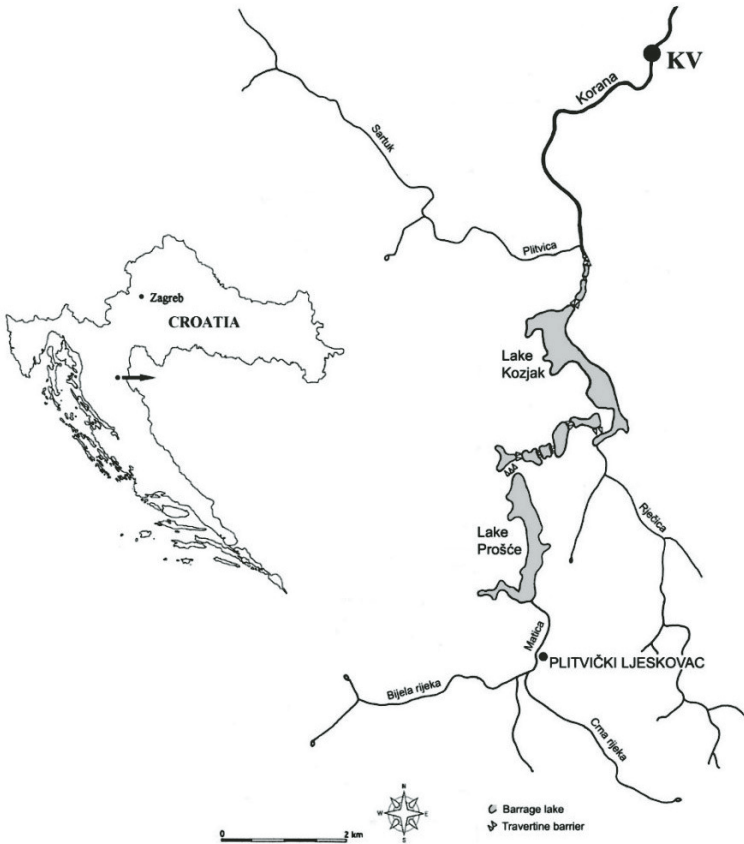 KV
Korana
Sartuk
Plitvica
Zagreb
CROATIA
Lake
Kozjak
Rječica
Lake
Prošće
Matica
PLITVIČKI LJESKOVAC
Bijela rijeka
Crna rijeka
N
W E
S
0 2 km
Barrage lake
Travertine barrier